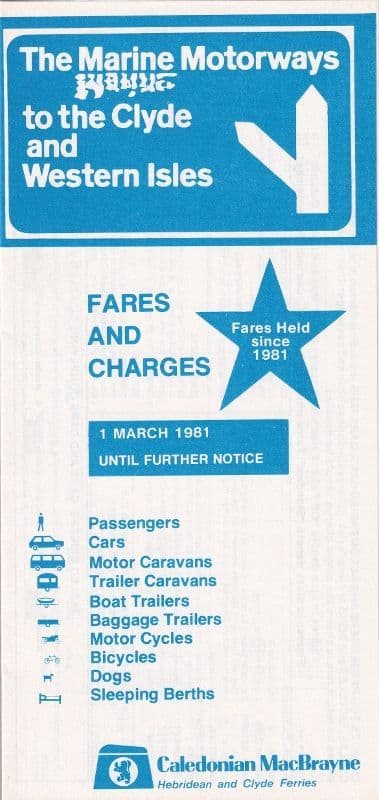 The Marine Motorways
to the Clyde
and
Western Isles
FARES
AND
CHARGES
Fares Held
since
1981
1 MARCH 1981
UNTIL FURTHER NOTICE
Passengers
Cars
Motor Caravans
Trailer Caravans
Boat Trailers
Baggage Trailers
Motor Cycles
Bicycles
Dogs
Sleeping Berths
Caledonian MacBrayne
Hebridean and Clyde Ferries